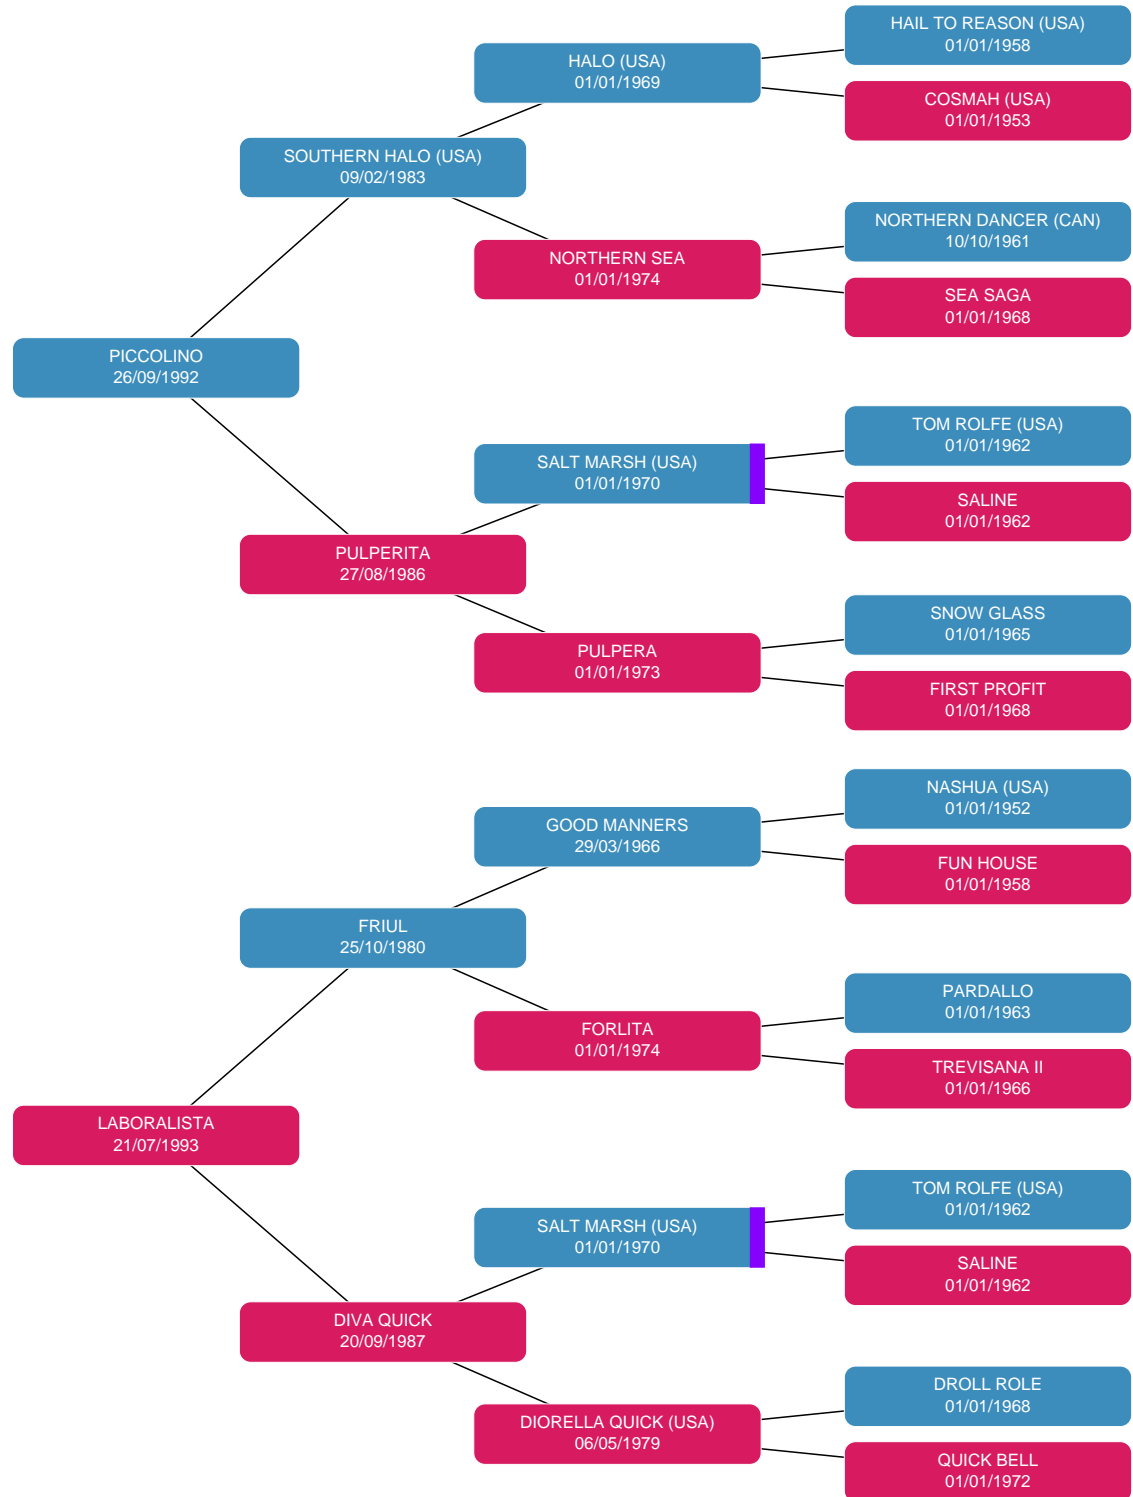 HAIL TO REASON (USA)
01/01/1958
HALO (USA)
01/01/1969
COSMAH (USA)
01/01/1953
SOUTHERN HALO (USA)
09/02/1983
NORTHERN DANCER (CAN)
10/10/1961
NORTHERN SEA
01/01/1974
SEA SAGA
01/01/1968
PICCOLINO
26/09/1992
TOM ROLFE (USA)
01/01/1962
SALT MARSH (USA)
01/01/1970
SALINE
01/01/1962
PULPERITA
27/08/1986
SNOW GLASS
01/01/1965
PULPERA
01/01/1973
FIRST PROFIT
01/01/1968
NASHUA (USA)
01/01/1952
GOOD MANNERS
29/03/1966
FUN HOUSE
01/01/1958
FRIUL
25/10/1980
PARDALLO
01/01/1963
FORLITA
01/01/1974
TREVISANA II
01/01/1966
LABORALISTA
21/07/1993
TOM ROLFE (USA)
01/01/1962
SALT MARSH (USA)
01/01/1970
SALINE
01/01/1962
DIVA QUICK
20/09/1987
DROLL ROLE
01/01/1968
DIORELLA QUICK (USA)
06/05/1979
QUICK BELL
01/01/1972